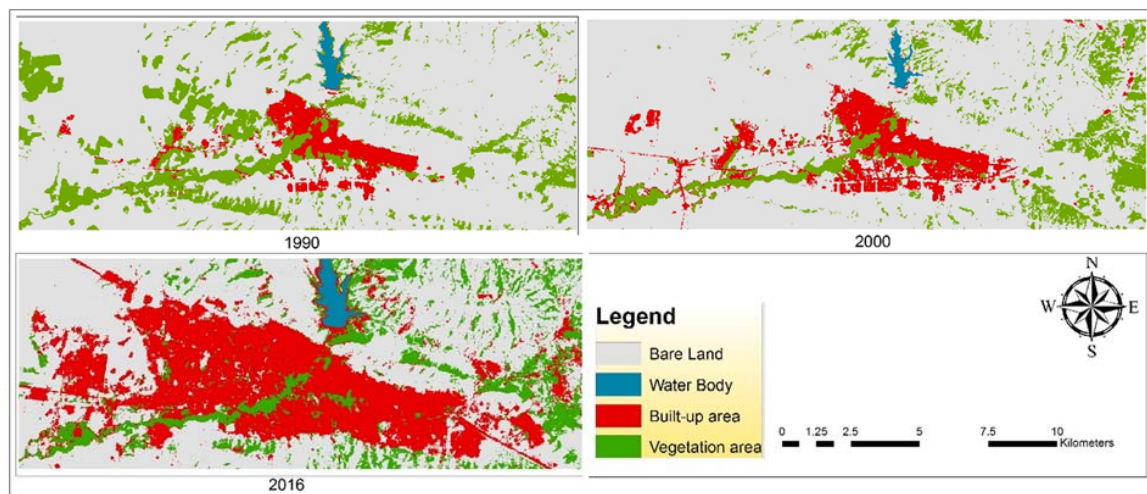 1990
2000
2016
Legend
Bare Land
Water Body
Built-up area
Vegetation area
N
W E
S
0 1.25 2.5 5 7.5 10
Kilometers